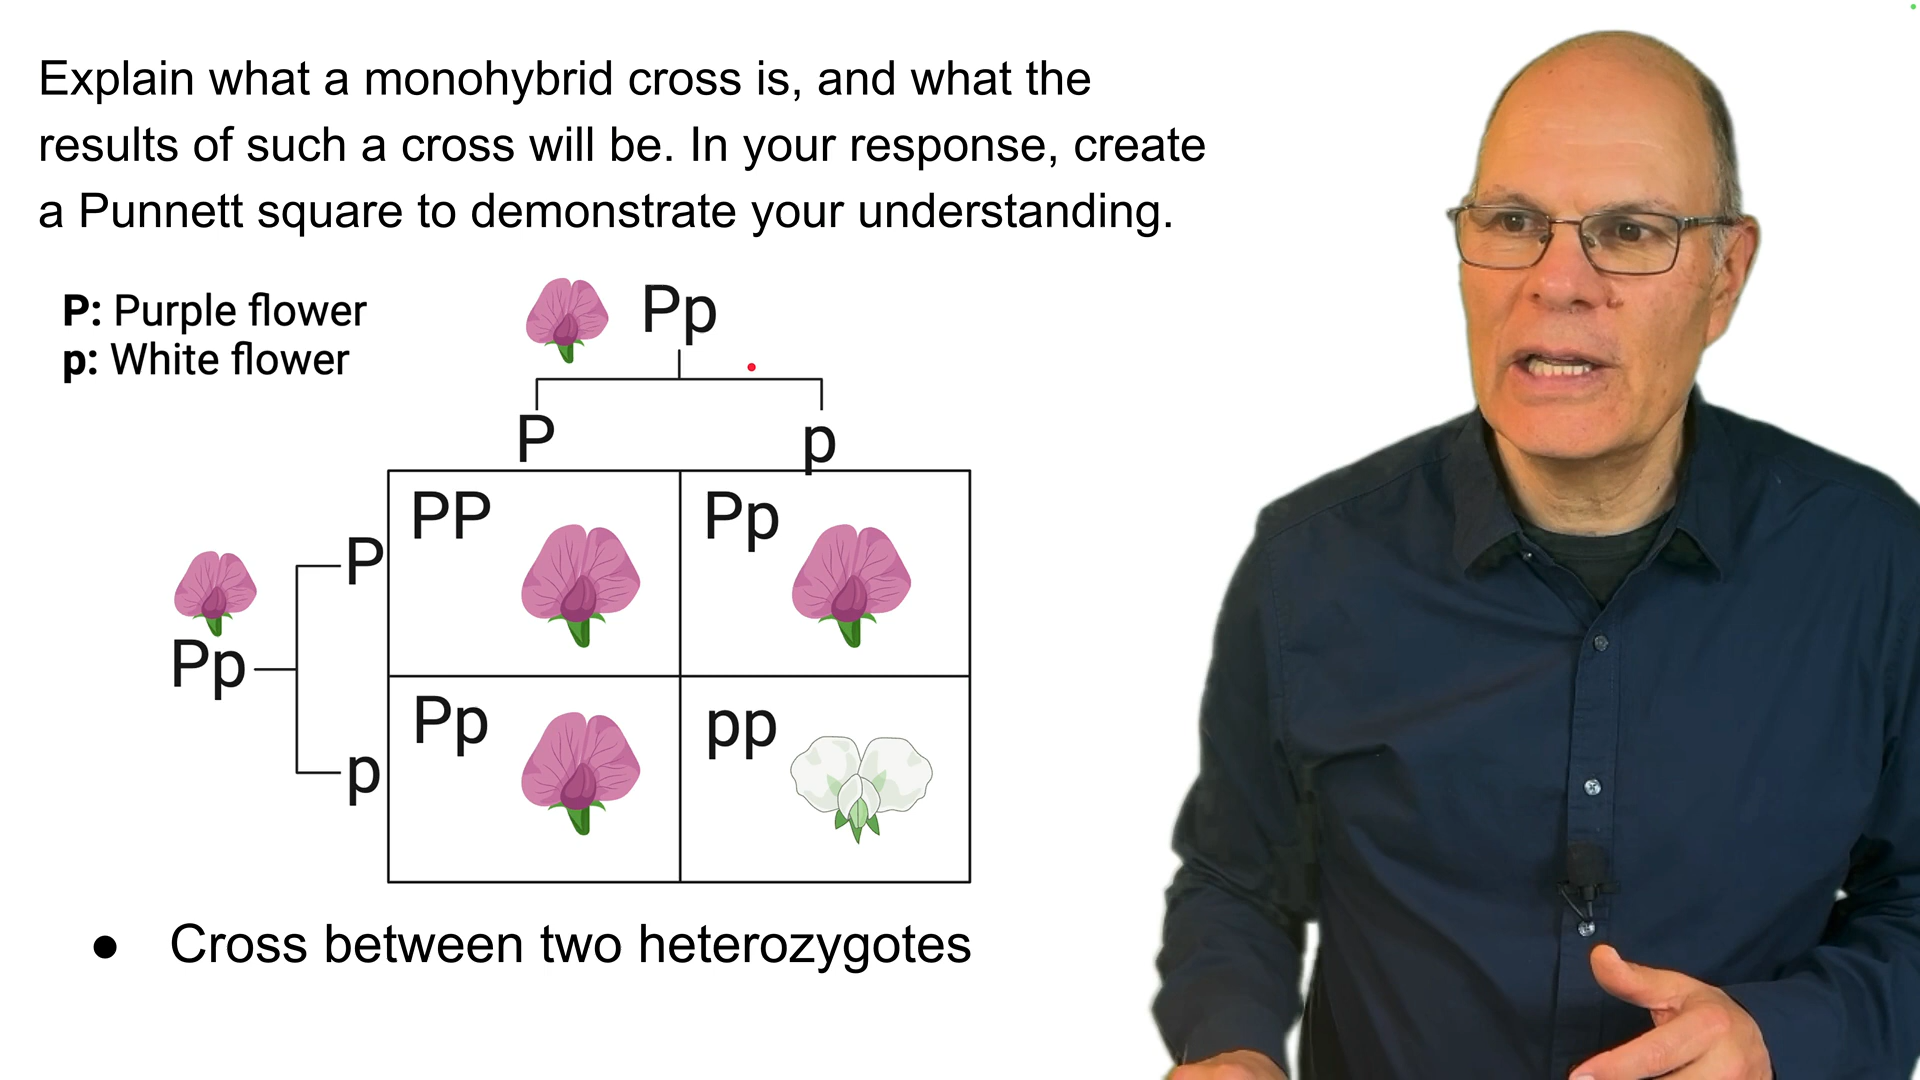 Explain what a monohybrid cross is, and what the
results of such a cross will be. In your response, create
a Punnett square to demonstrate your understanding.
P: Purple flower
p: White flower
Pp
P p
P PP Pp
Pp
p Pp pp
● Cross between two heterozygotes